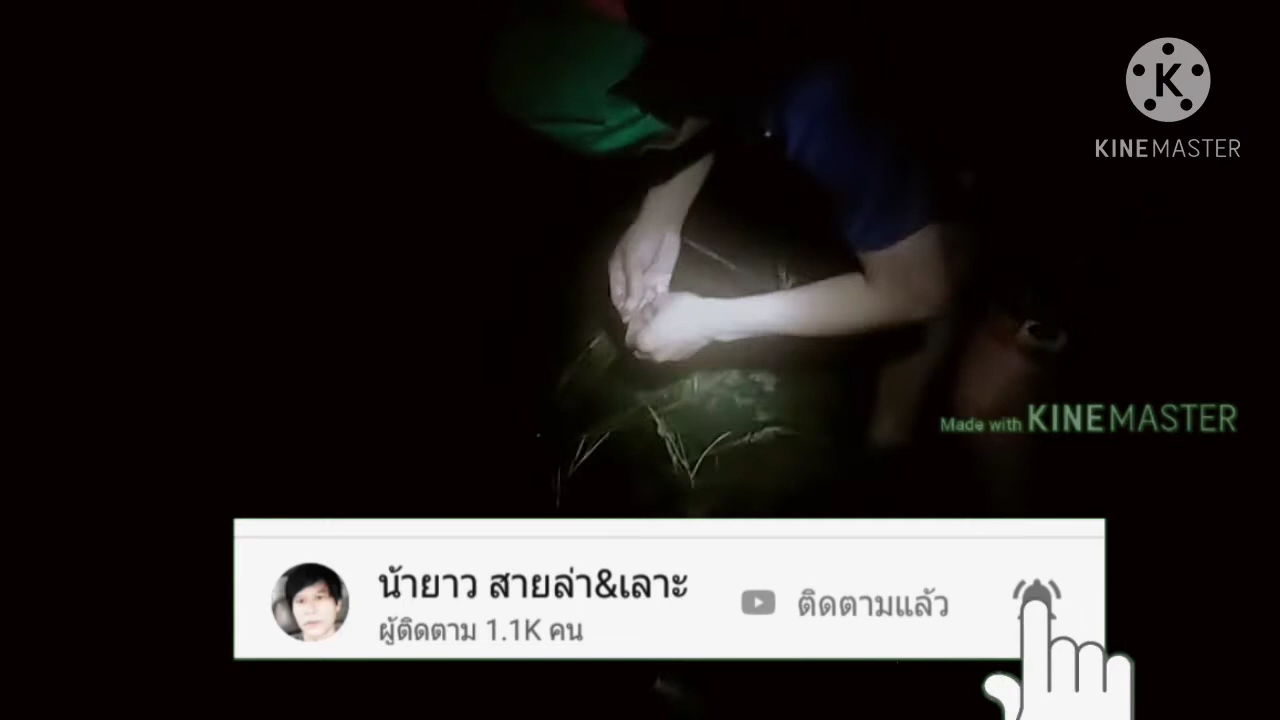 K
KINEMASTER
Made with KINEMASTER
น้ายาว สายล่า&เลาะ
ผู้ติดตาม 1.1K คน
ติดตามแล้ว